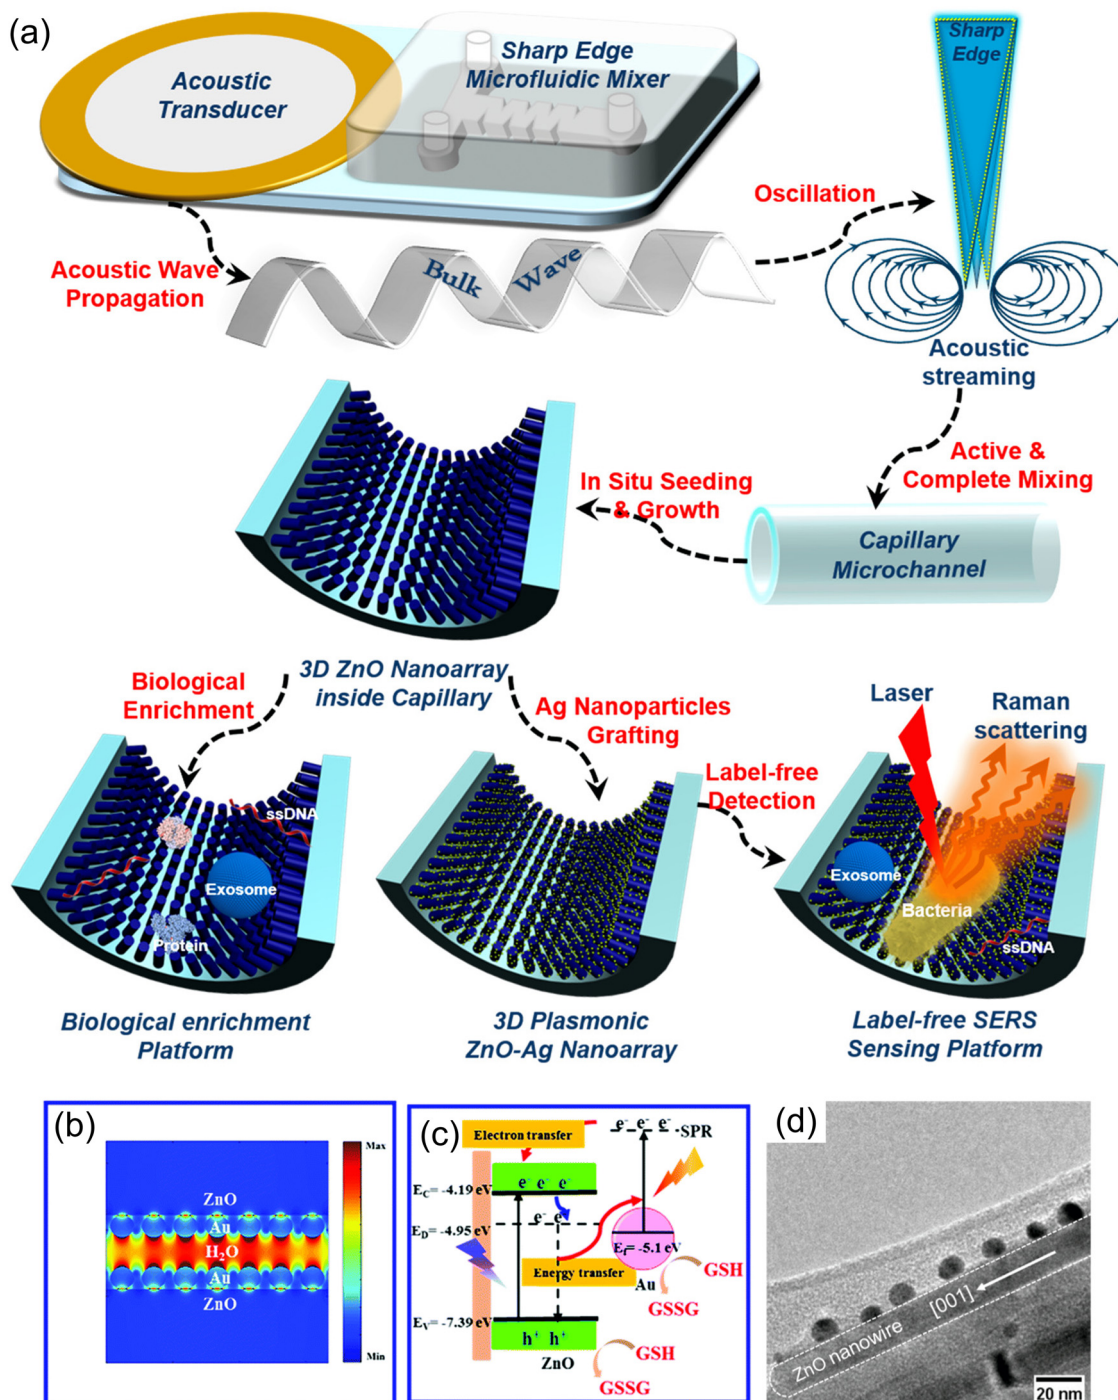 (a)
Acoustic
Transducer
Sharp Edge
Microfluidic Mixer
Sharp
Edge
Oscillation
Acoustic Wave
Propagation
Bulk Wave
Acoustic
streaming
Active &
Complete Mixing
In Situ Seeding
& Growth
Capillary
Microchannel
3D ZnO Nanoarray
inside Capillary
Biological
Enrichment
Ag Nanoparticles
Grafting
Label-free
Detection
Laser
Raman
scattering
ssDNA
Exosome
Protein
Exosome
Bacteria
ssDNA
Biological enrichment
Platform
3D Plasmonic
ZnO-Ag Nanoarray
Label-free SERS
Sensing Platform
(b)
ZnO
Au
H₂O
Au
ZnO
Max
Min
(c)
Electron transfer
e⁻ e⁻ e⁻
SPR
e⁻ e⁻ e⁻
E_C= -4.19 eV
e⁻ e⁻
E_D= -4.95 eV
E_f= -5.1 eV
Energy transfer
Au
GSH
GSSG
E_V= -7.39 eV
h⁺ h⁺
ZnO
GSH
GSSG
(d)
[001]
ZnO nanowire
20 nm